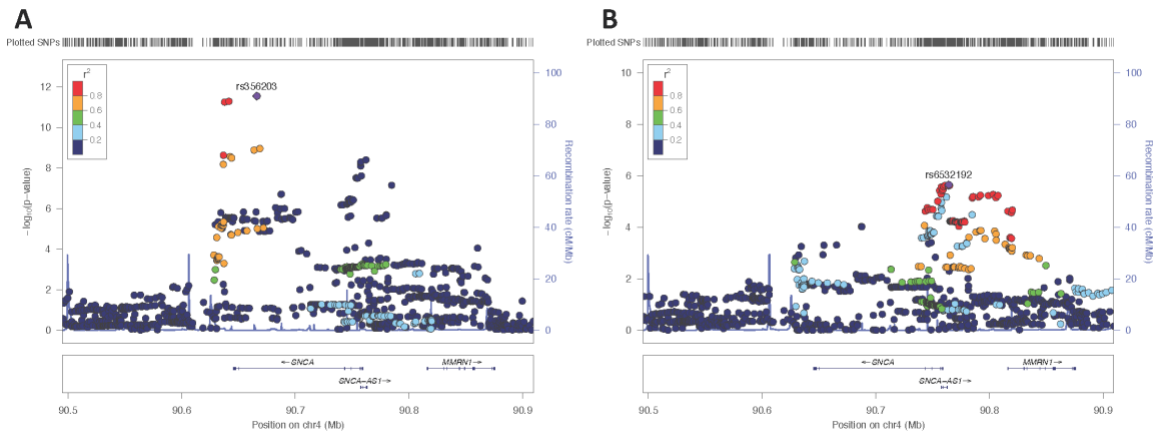 A
Plotted SNPs
r²
0.8
0.6
0.4
0.2
rs356203
12
10
8
6
4
2
0
−log₁₀(p-value)
100
80
60
40
20
0
Recombination rate (cM/Mb)
←SNCA
MMRN1→
SNCA-AS1→
90.5
90.6
90.7
90.8
90.9
Position on chr4 (Mb)
B
Plotted SNPs
r²
0.8
0.6
0.4
0.2
rs6532192
10
8
6
4
2
0
−log₁₀(p-value)
100
80
60
40
20
0
Recombination rate (cM/Mb)
←SNCA
MMRN1→
SNCA-AS1→
90.5
90.6
90.7
90.8
90.9
Position on chr4 (Mb)